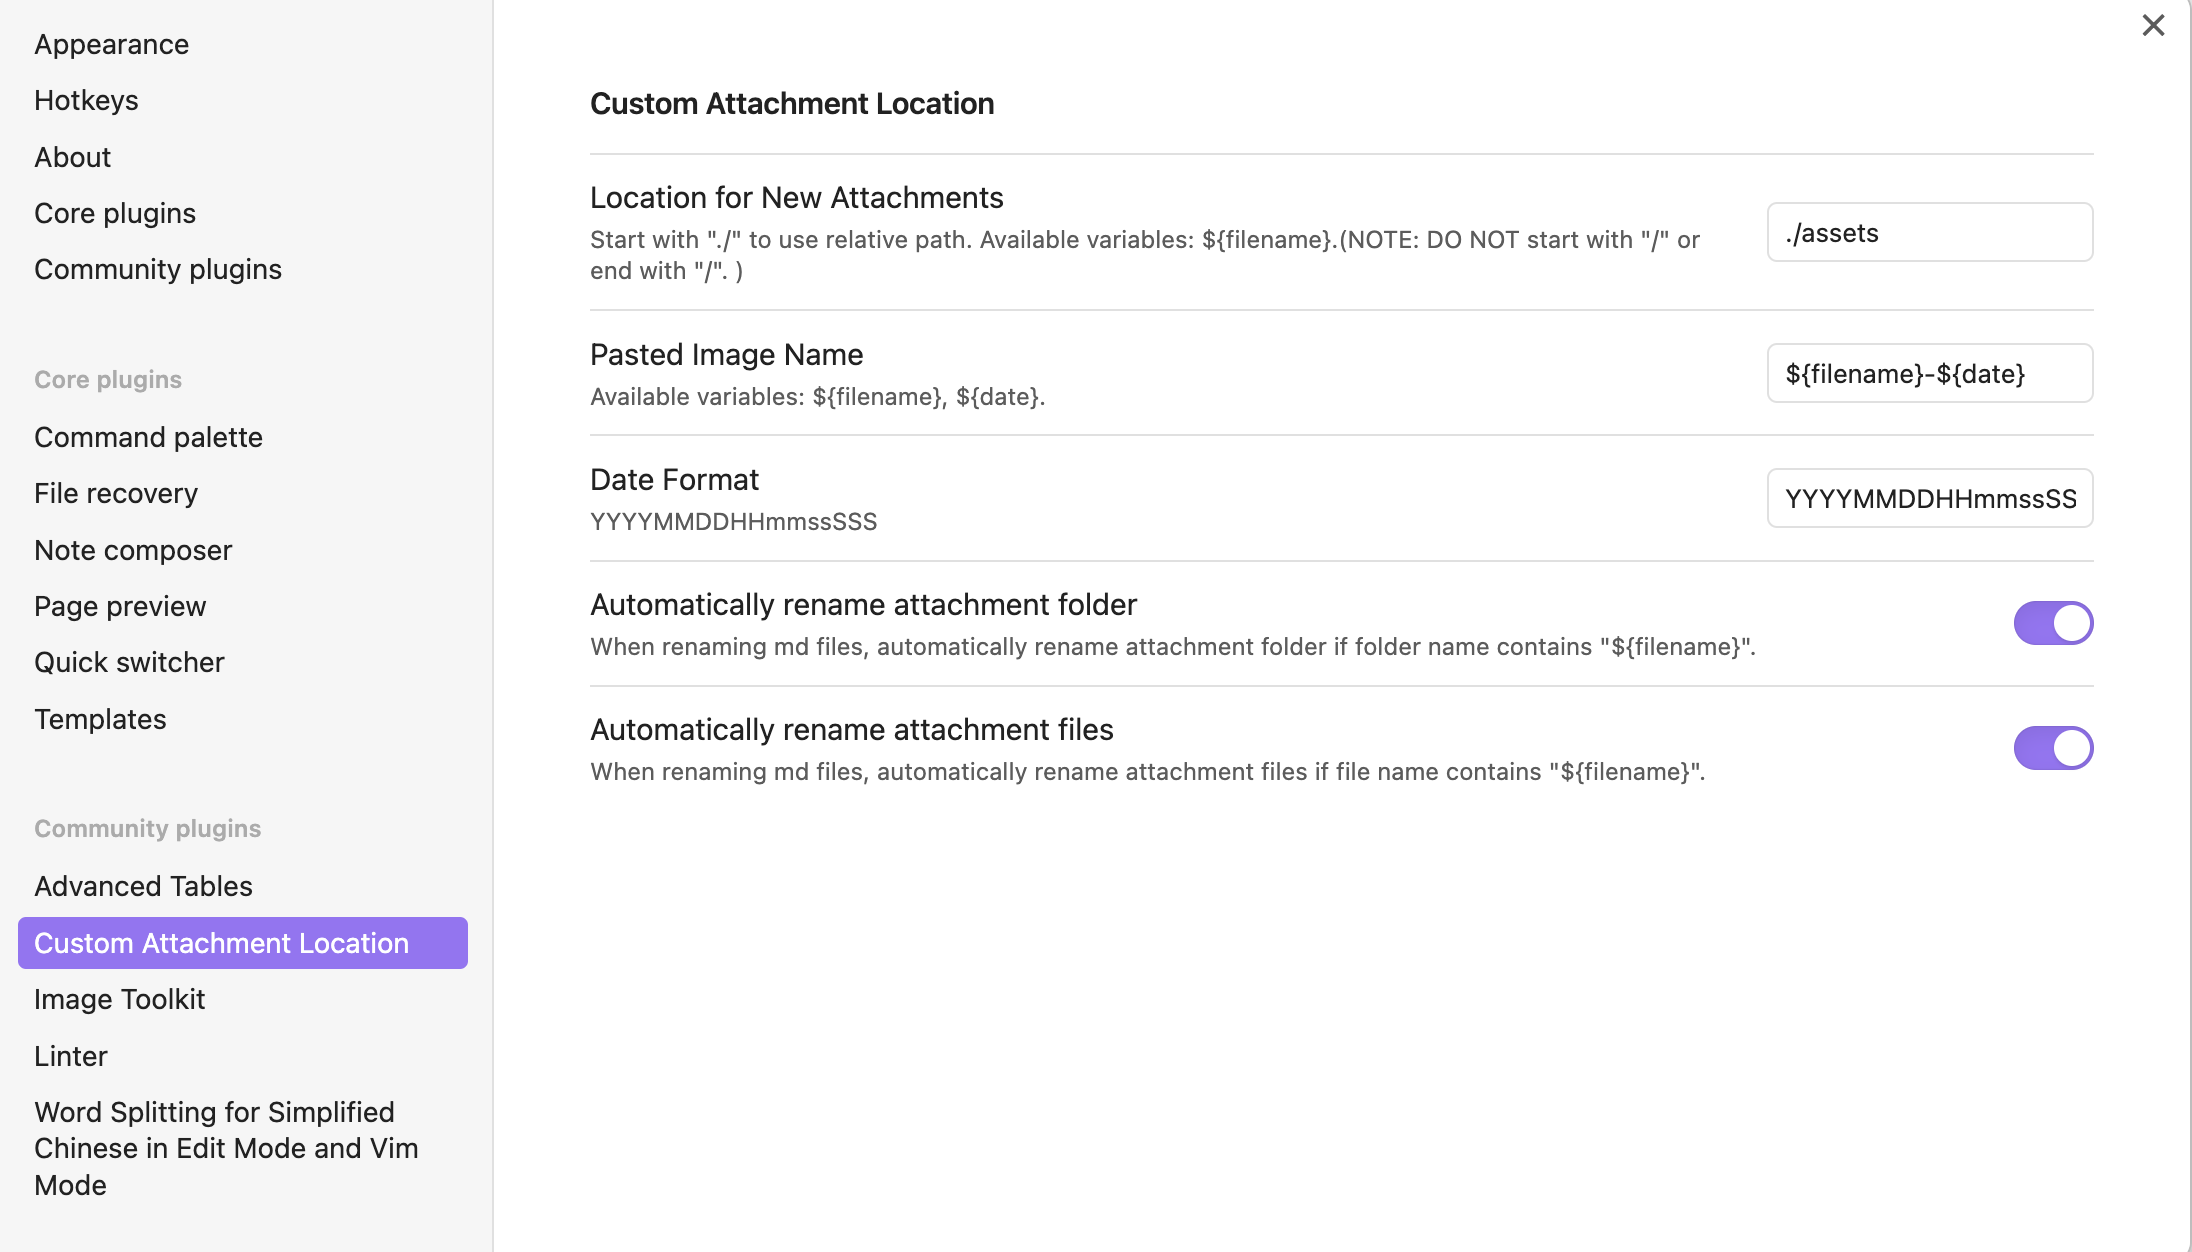 Appearance
Hotkeys
About
Core plugins
Community plugins
Core plugins
Command palette
File recovery
Note composer
Page preview
Quick switcher
Templates
Community plugins
Advanced Tables
Custom Attachment Location
Image Toolkit
Linter
Word Splitting for Simplified
Chinese in Edit Mode and Vim
Mode
Custom Attachment Location
Location for New Attachments
Start with "./" to use relative path. Available variables: ${filename}.(NOTE: DO NOT start with "/" or
end with "/". )
./assets
Pasted Image Name
Available variables: ${filename}, ${date}.
${filename}-${date}
Date Format
YYYYMMDDHHmmssSSS
YYYYMMDDHHmmssSS
Automatically rename attachment folder
When renaming md files, automatically rename attachment folder if folder name contains "${filename}".
Automatically rename attachment files
When renaming md files, automatically rename attachment files if file name contains "${filename}".